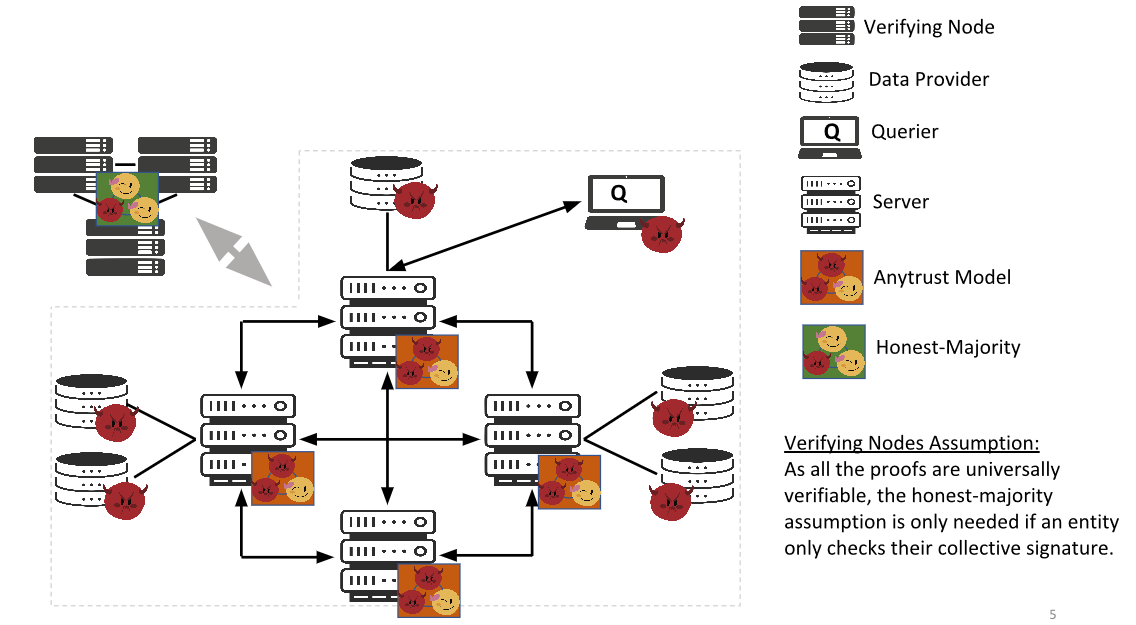 Verifying Node
Data Provider
Q
Querier
Q
Server
Anytrust Model
Honest-Majority
Verifying Nodes Assumption:
As all the proofs are universally
verifiable, the honest-majority
assumption is only needed if an entity
only checks their collective signature.
5